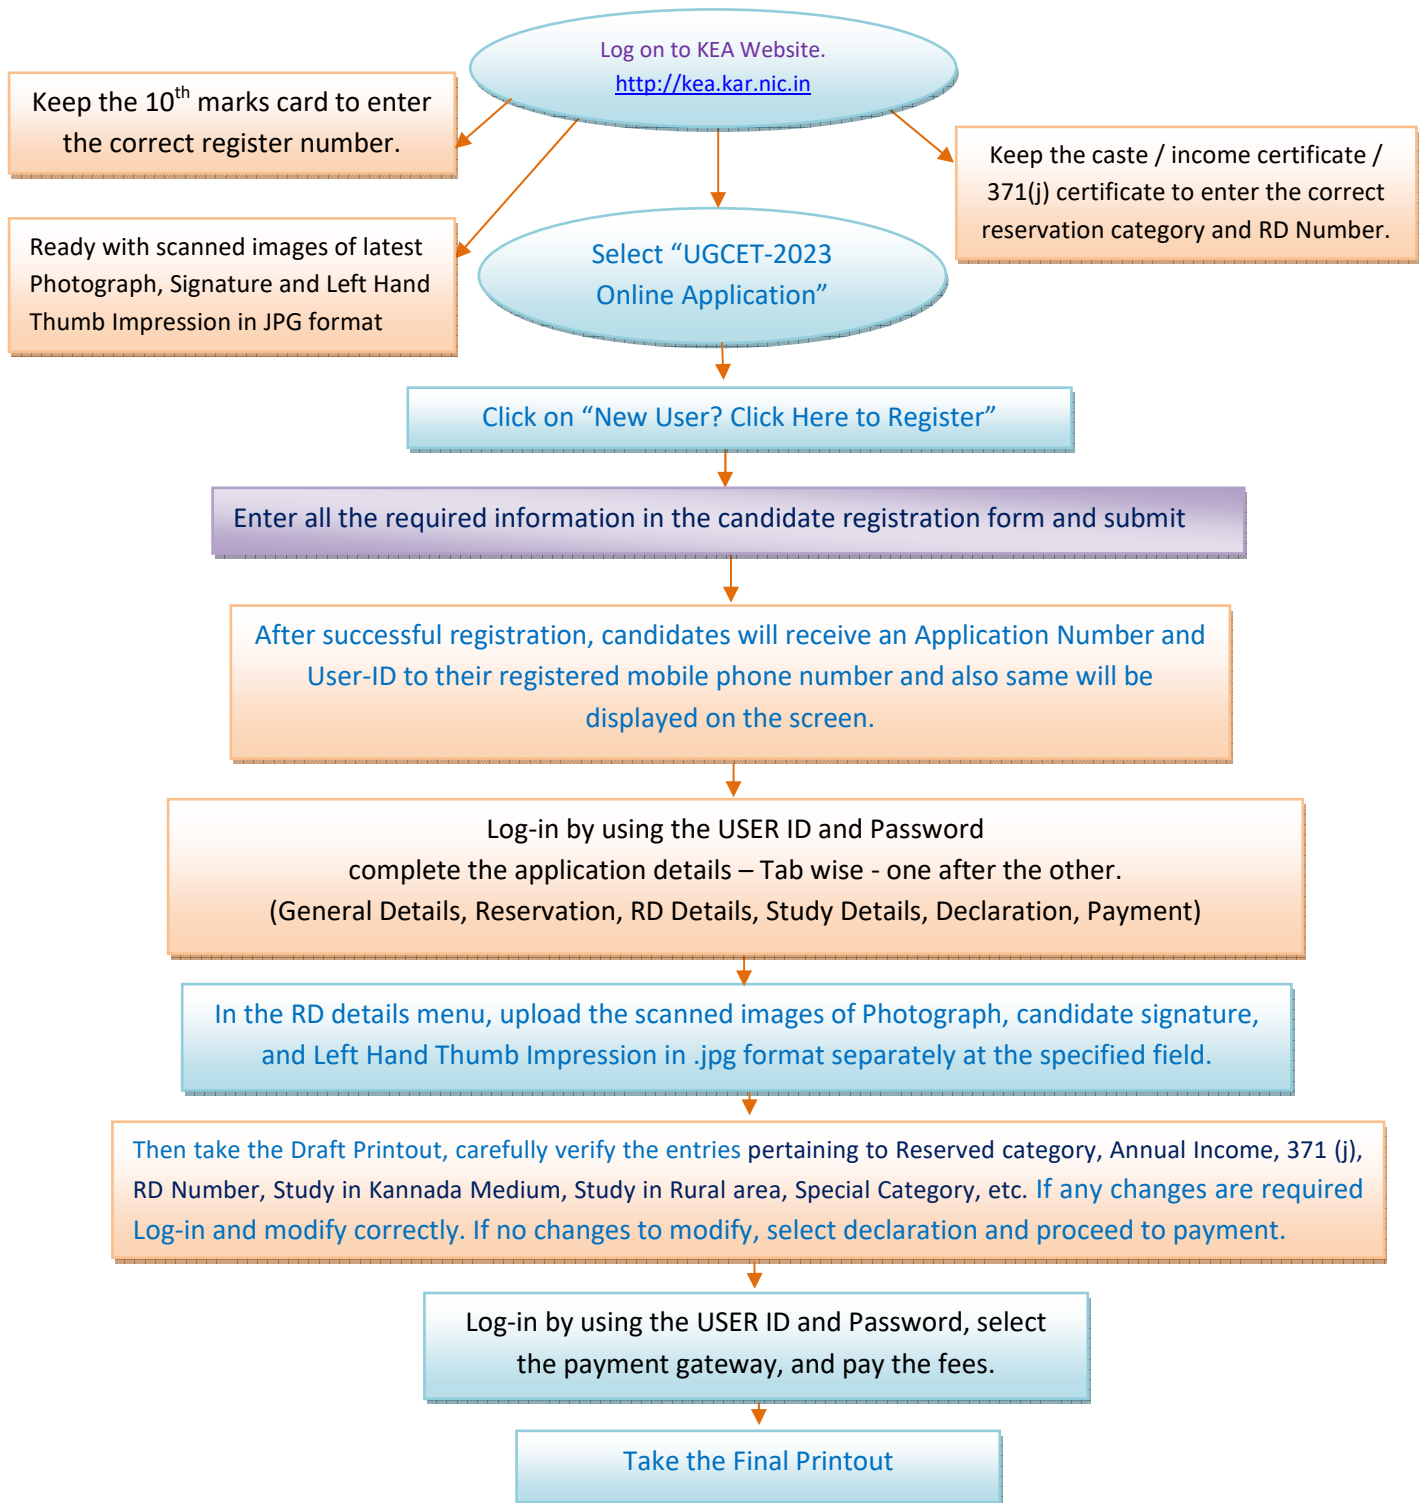 Log on to KEA Website.
http://kea.kar.nic.in
Keep the 10th marks card to enter
the correct register number.
Keep the caste / income certificate /
371(j) certificate to enter the correct
reservation category and RD Number.
Ready with scanned images of latest
Photograph, Signature and Left Hand
Thumb Impression in JPG format
Select “UGCET-2023
Online Application”
Click on “New User? Click Here to Register”
Enter all the required information in the candidate registration form and submit
After successful registration, candidates will receive an Application Number and
User-ID to their registered mobile phone number and also same will be
displayed on the screen.
Log-in by using the USER ID and Password
complete the application details – Tab wise - one after the other.
(General Details, Reservation, RD Details, Study Details, Declaration, Payment)
In the RD details menu, upload the scanned images of Photograph, candidate signature,
and Left Hand Thumb Impression in .jpg format separately at the specified field.
Then take the Draft Printout, carefully verify the entries pertaining to Reserved category, Annual Income, 371 (j),
RD Number, Study in Kannada Medium, Study in Rural area, Special Category, etc. If any changes are required
Log-in and modify correctly. If no changes to modify, select declaration and proceed to payment.
Log-in by using the USER ID and Password, select
the payment gateway, and pay the fees.
Take the Final Printout